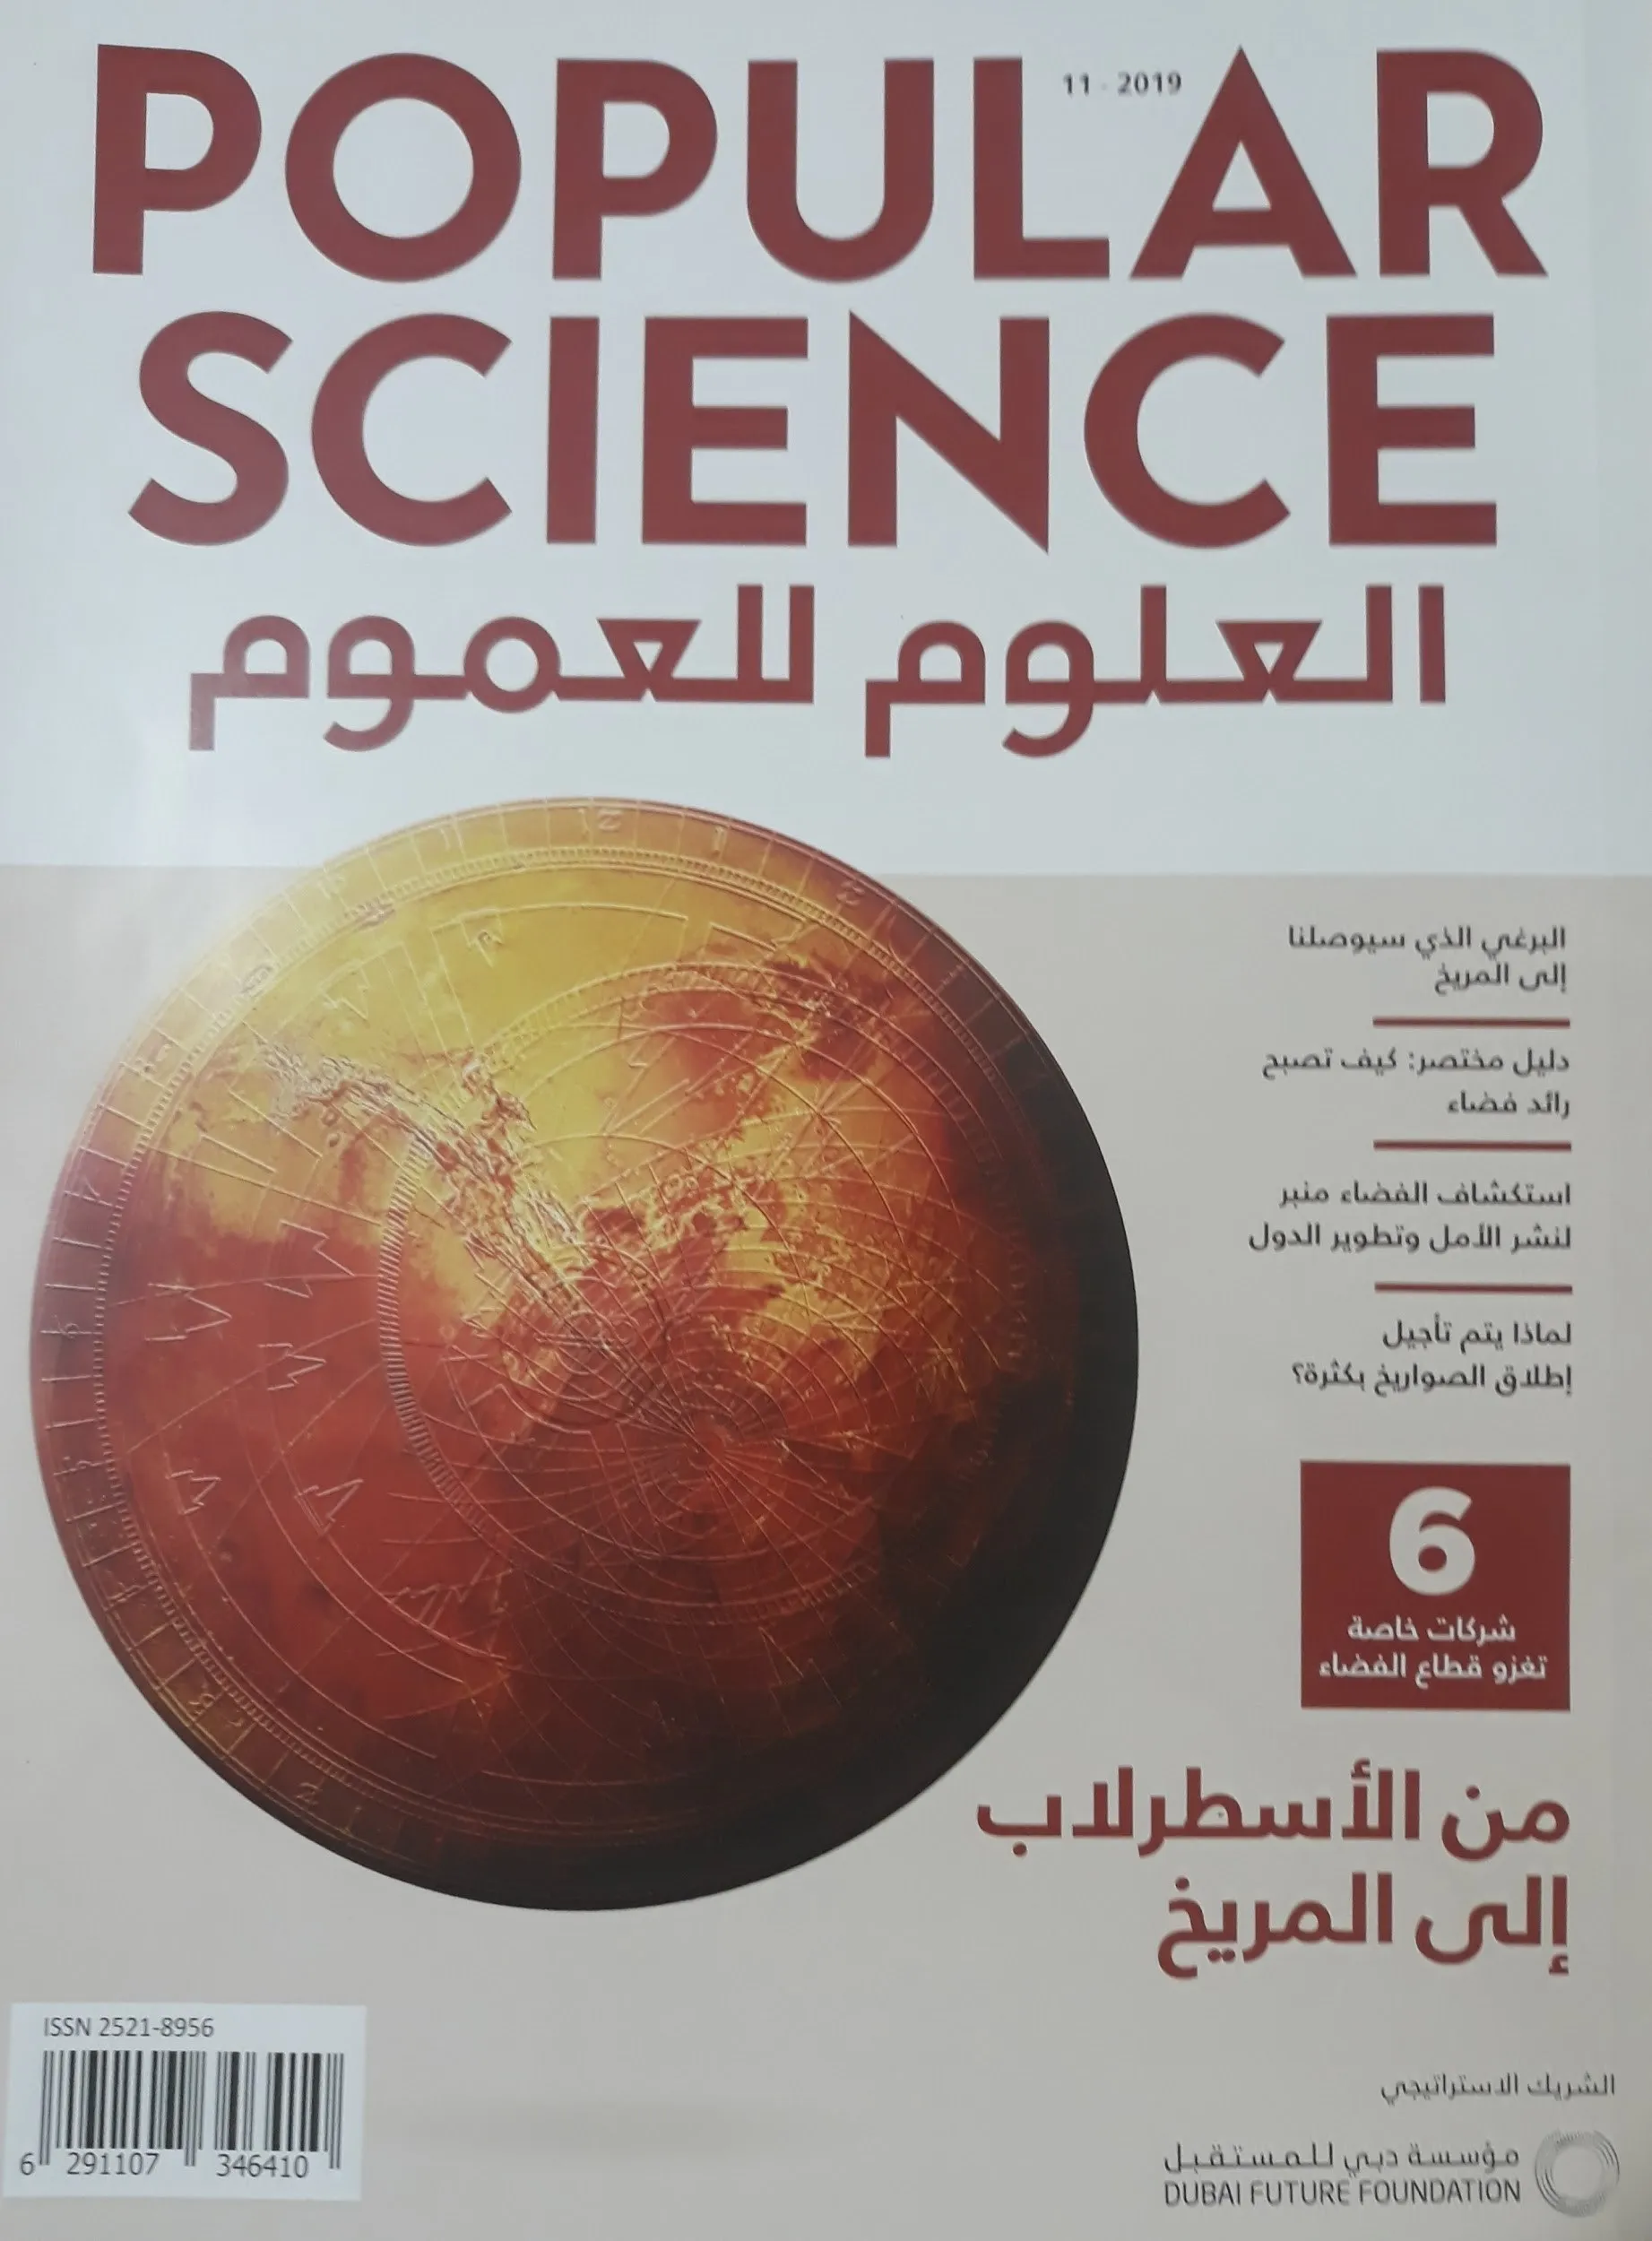 POPULAR
11 - 2019
SCIENCE
العلوم للعموم
البرغي الذي سيوصلنا
إلى المريخ
دليل مختصر: كيف تصبح
رائد فضاء
استكشاف الفضاء منبر
لنشر الأمل وتطوير الدول
لماذا يتم تأجيل
إطلاق الصواريخ بكثرة؟
6
شركات خاصة
تغزو قطاع الفضاء
من الأسطرلاب
إلى المريخ
ISSN 2521-8956
6 291107 346410
الشريك الاستراتيجي
مؤسسة دبي للمستقبل
DUBAI FUTURE FOUNDATION